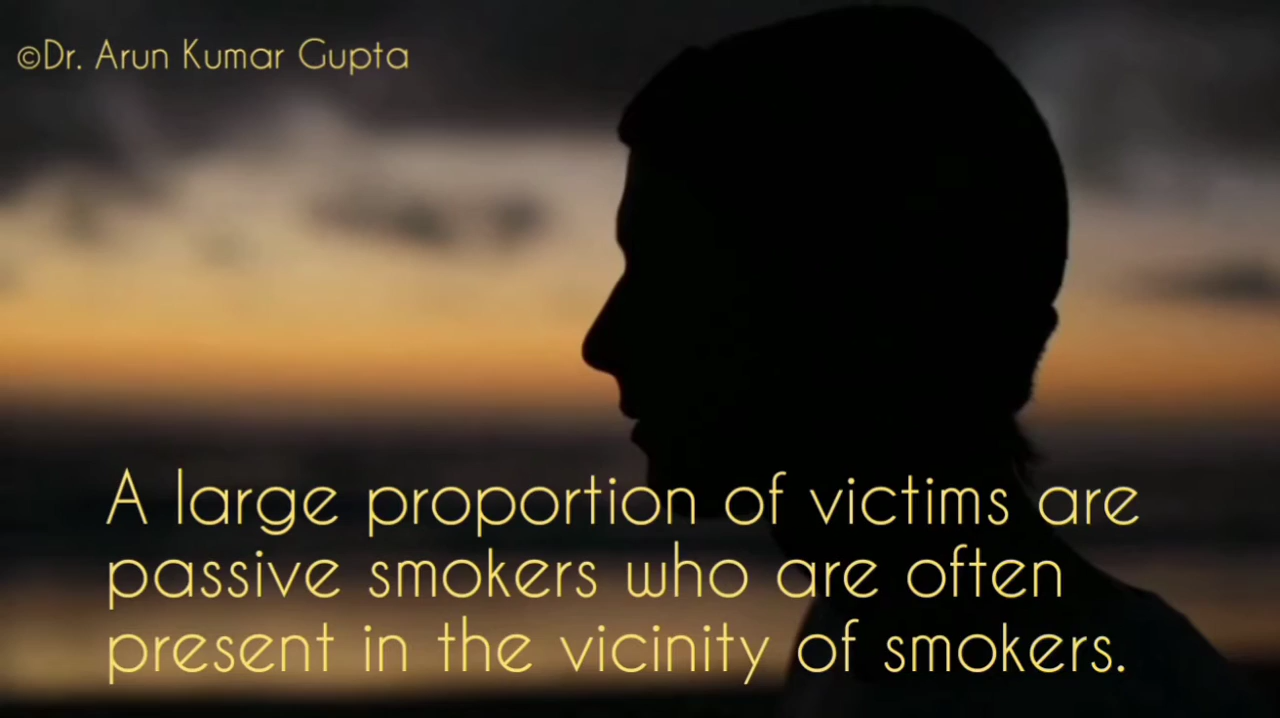 ©Dr. Arun Kumar Gupta
A large proportion of victims are
passive smokers who are often
present in the vicinity of smokers.